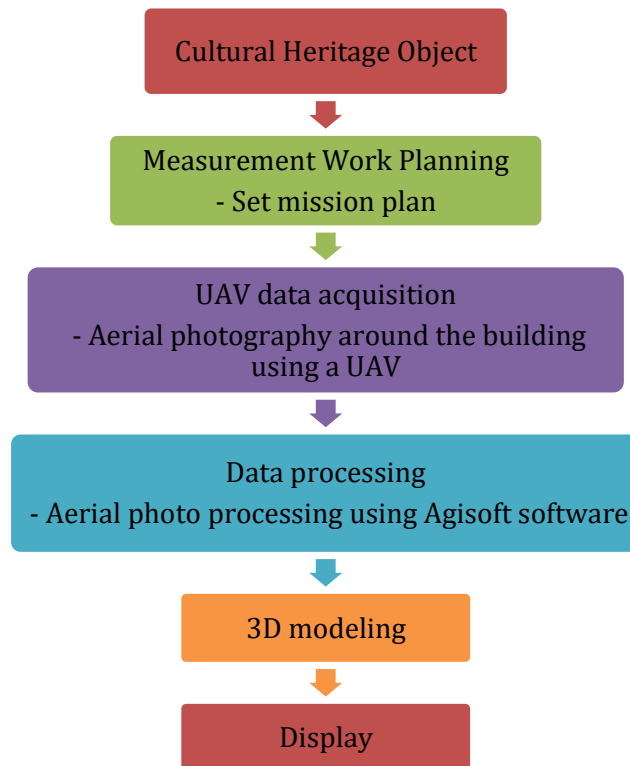 Cultural Heritage Object
Measurement Work Planning
- Set mission plan
UAV data acquisition
- Aerial photography around the building
using a UAV
Data processing
- Aerial photo processing using Agisoft software
3D modeling
Display